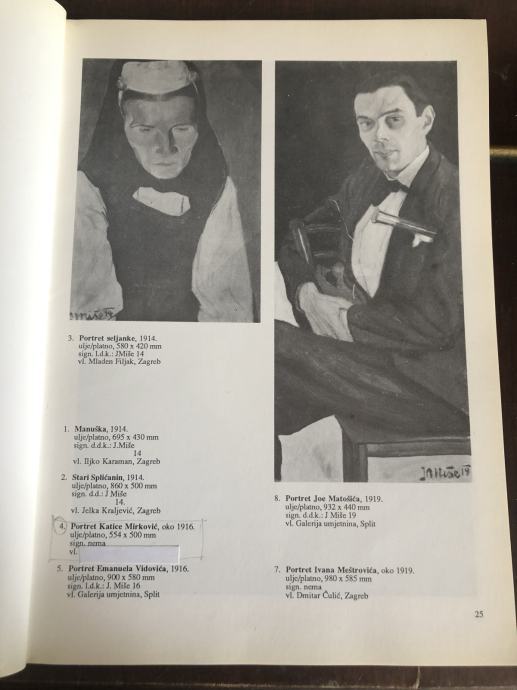 JMiše 14
3. Portret seljanke, 1914.
ulje/platno, 580 x 420 mm
sign. l.d.k.: JMiše 14
vl. Mladen Filjak, Zagreb
1. Manuška, 1914.
ulje/platno, 695 x 430 mm
sign. d.d.k.: J.Miše
14
vl. Iljko Karaman, Zagreb
2. Stari Splićanin, 1914.
ulje/platno, 860 x 500 mm
sign. d.d.: J Miše
14.
vl. Jelka Kraljević, Zagreb
4. Portret Katice Mirković, oko 1916.
ulje/platno, 554 x 500 mm
sign. nema
vl.
5. Portret Emanuela Vidovića, 1916.
ulje/platno, 900 x 580 mm
sign. l.d.k.: J. Miše 16
vl. Galerija umjetnina, Split
JMiše 19
8. Portret Joe Matošića, 1919.
ulje/platno, 932 x 440 mm
sign. d.d.k.: J Miše 19
vl. Galerija umjetnina, Split
7. Portret Ivana Meštrovića, oko 1919.
ulje/platno, 980 x 585 mm
sign. nema
vl. Dmitar Čulić, Zagreb
25